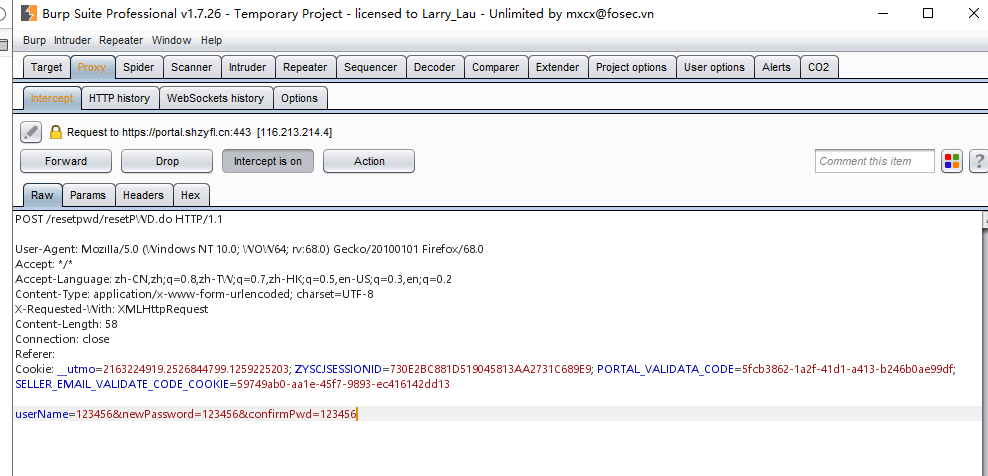 Burp Suite Professional v1.7.26 - Temporary Project - licensed to Larry_Lau - Unlimited by mxcx@fosec.vn
Burp Intruder Repeater Window Help
Target Proxy Spider Scanner Intruder Repeater Sequencer Decoder Comparer Extender Project options User options Alerts CO2
Intercept HTTP history WebSockets history Options
Request to https://portal.shzyfl.cn:443 [116.213.214.4]
Forward Drop Intercept is on Action Comment this item ?
Raw Params Headers Hex
POST /resetpwd/resetPWD.do HTTP/1.1
User-Agent: Mozilla/5.0 (Windows NT 10.0; WOW64; rv:68.0) Gecko/20100101 Firefox/68.0
Accept: */*
Accept-Language: zh-CN,zh;q=0.8,zh-TW;q=0.7,zh-HK;q=0.5,en-US;q=0.3,en;q=0.2
Content-Type: application/x-www-form-urlencoded; charset=UTF-8
X-Requested-With: XMLHttpRequest
Content-Length: 58
Connection: close
Referer:
Cookie: __utmo=2163224919.2526844799.1259225203; ZYSCJSESSIONID=730E2BC881D519045813AA2731C689E9; PORTAL_VALIDATA_CODE=5fcb3862-1a2f-41d1-a413-b246b0ae99df;
SELLER_EMAIL_VALIDATE_CODE_COOKIE=59749ab0-aa1e-45f7-9893-ec416142dd13
userName=123456&newPassword=123456&confirmPwd=123456